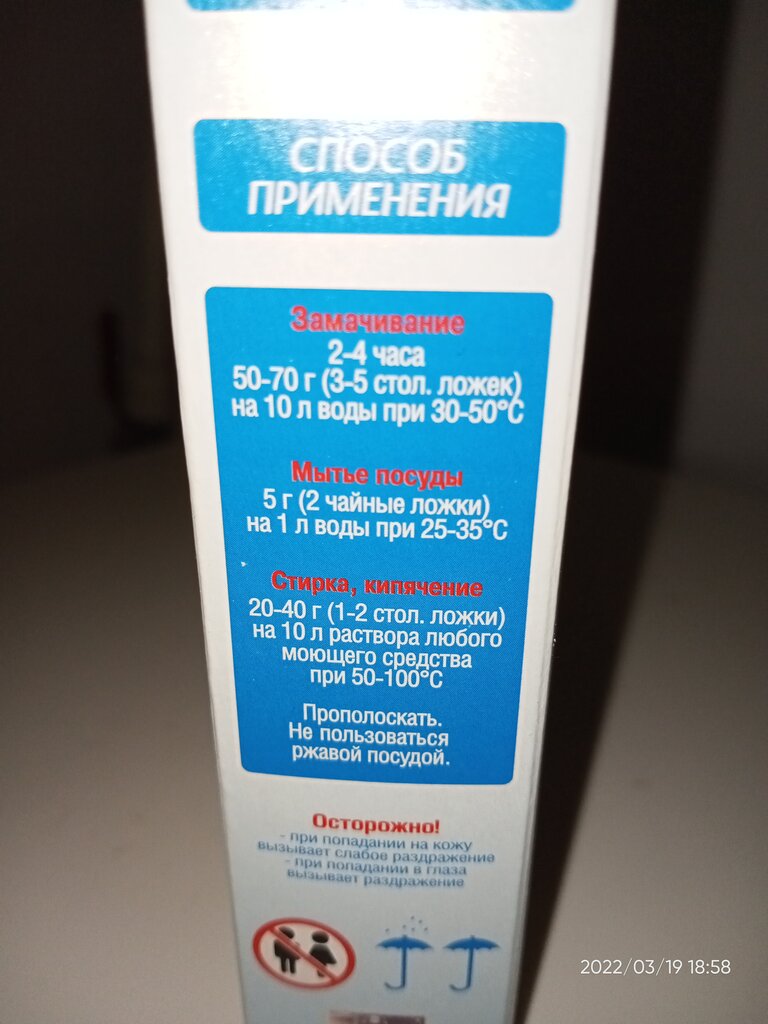 СПОСОБ
ПРИМЕНЕНИЯ
Замачивание
2-4 часа
50-70 г (3-5 стол. ложек)
на 10 л воды при 30-50°С
Мытье посуды
5 г (2 чайные ложки)
на 1 л воды при 25-35°С
Стирка, кипячение
20-40 г (1-2 стол. ложки)
на 10 л раствора любого
моющего средства
при 50-100°С
Прополоскать.
Не пользоваться
ржавой посудой.
Осторожно!
- при попадании на кожу
вызывает слабое раздражение
- при попадании в глаза
вызывает раздражение
2022/03/19 18:58